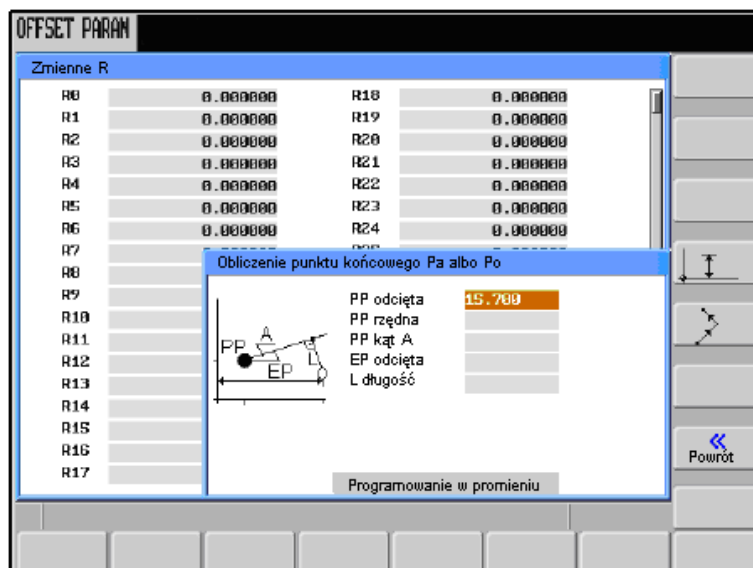 OFFSET PARAM
Zmienne R
R0 0.000000 R18 0.000000
R1 0.000000 R19 0.000000
R2 0.000000 R20 0.000000
R3 0.000000 R21 0.000000
R4 0.000000 R22 0.000000
R5 0.000000 R23 0.000000
R6 0.000000 R24 0.000000
R7
R8
R9
R10
R11
R12
R13
R14
R15
R16
R17
Obliczenie punktu końcowego Pa albo Po
PP odcięta 15.700
PP rzędna
PP kąt A
EP odcięta
L długość
PP A L
EP
Programowanie w promieniu
Powrót